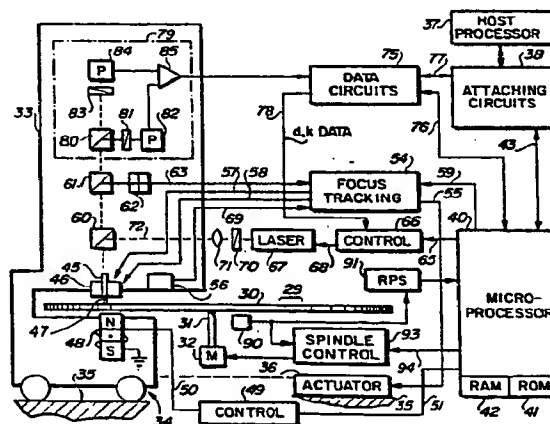 79
37
HOST PROCESSOR
84
85
75
77
38
P
DATA CIRCUITS
ATTACHING CIRCUITS
33
83
78
76
43
80
81
82
P
d,k DATA
61
63
57
58
54
59
62
FOCUS TRACKING
55
40
60
72
69
66
45
LASER
CONTROL
46
71
70
67
68
65
91
56
30
29
RPS
MICRO-PROCESSOR
47
31
90
93
N
48
32
M
SPINDLE CONTROL
S
94
50
36
ACTUATOR
35
49
35
51
RAM
ROM
34
CONTROL
42
41